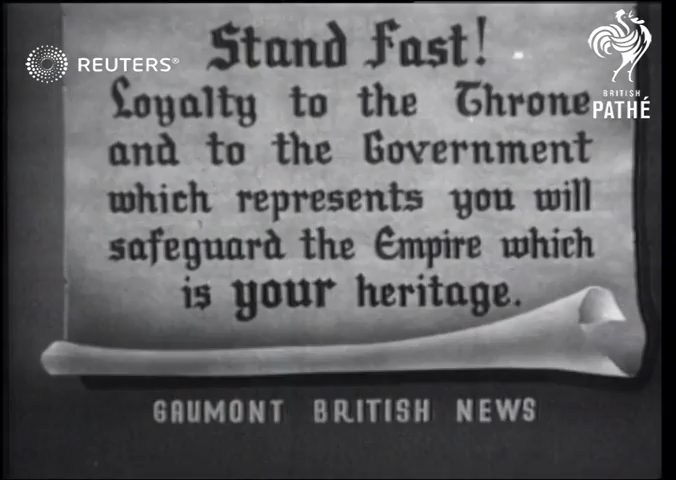 Stand Fast!
REUTERS®
Loyalty to the Throne
BRITISH
PATHÉ
and to the Government
which represents you will
safeguard the Empire which
is your heritage.
GAUMONT BRITISH NEWS